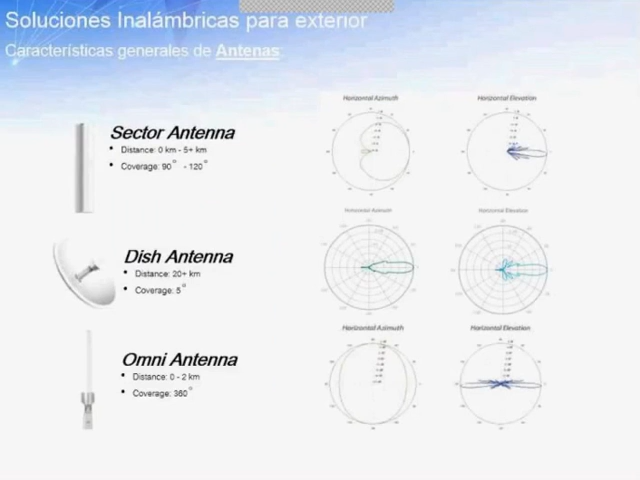 Soluciones Inalámbricas para exterior
Características generales de Antenas:
Horizontal Azimuth
Horizontal Elevation
Sector Antenna
• Distance: 0 km - 5+ km
• Coverage: 90° - 120°
Horizontal Azimuth
Horizontal Elevation
Dish Antenna
• Distance: 20+ km
• Coverage: 5°
Horizontal Azimuth
Horizontal Elevation
Omni Antenna
• Distance: 0 - 2 km
• Coverage: 360°